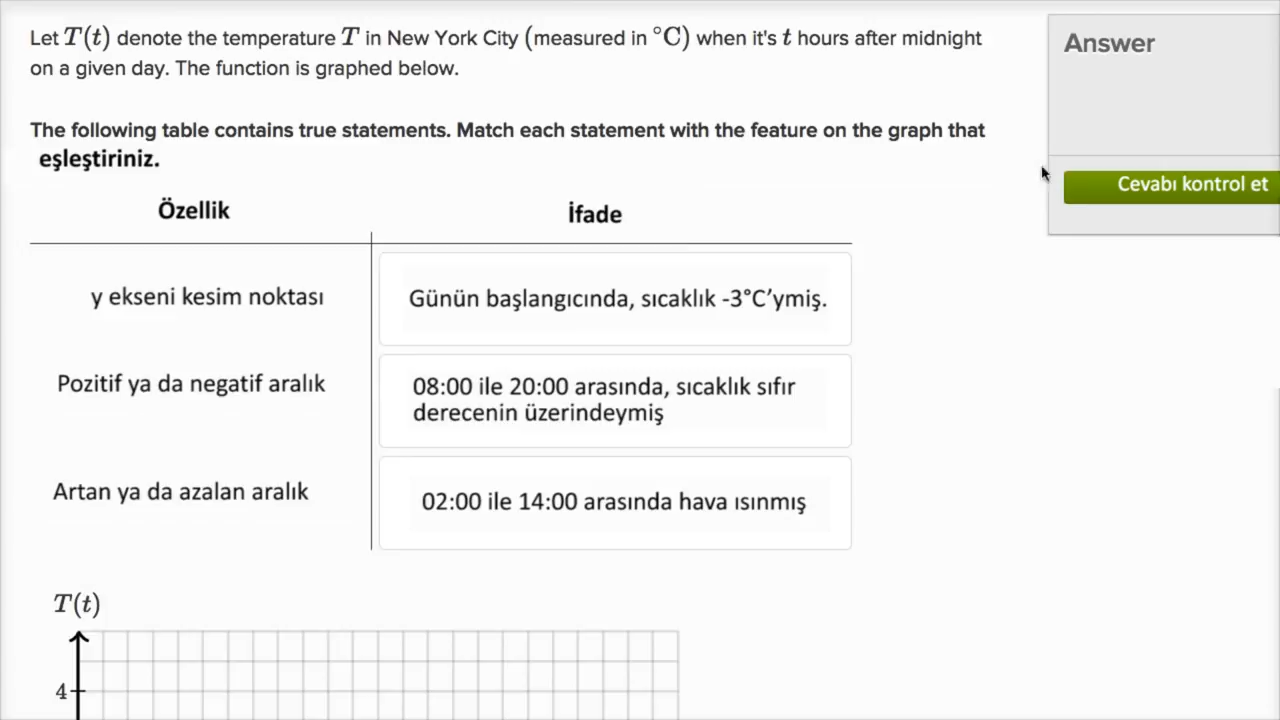 Let T(t) denote the temperature T in New York City (measured in °C) when it's t hours after midnight
on a given day. The function is graphed below.
The following table contains true statements. Match each statement with the feature on the graph that
eşleştiriniz.
Özellik
İfade
y ekseni kesim noktası
Günün başlangıcında, sıcaklık -3°C’ymiş.
Pozitif ya da negatif aralık
08:00 ile 20:00 arasında, sıcaklık sıfır
derecenin üzerindeymiş
Artan ya da azalan aralık
02:00 ile 14:00 arasında hava ısınmış
T(t)
4
Answer
Cevabı kontrol et